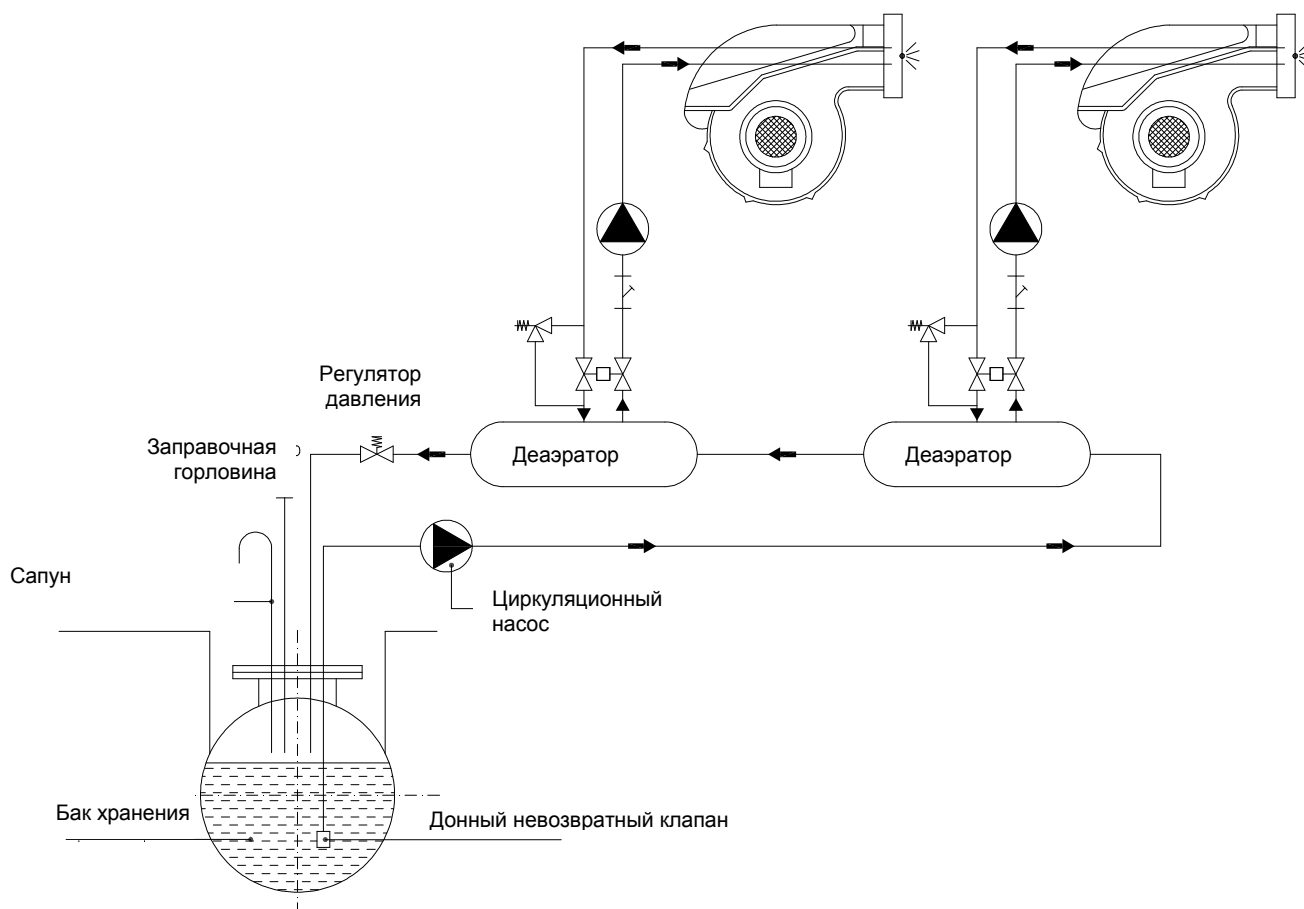 Регулятор
давления
Заправочная
горловина
Деаэратор
Деаэратор
Сапун
Циркуляционный
насос
Бак хранения
Донный невозвратный клапан